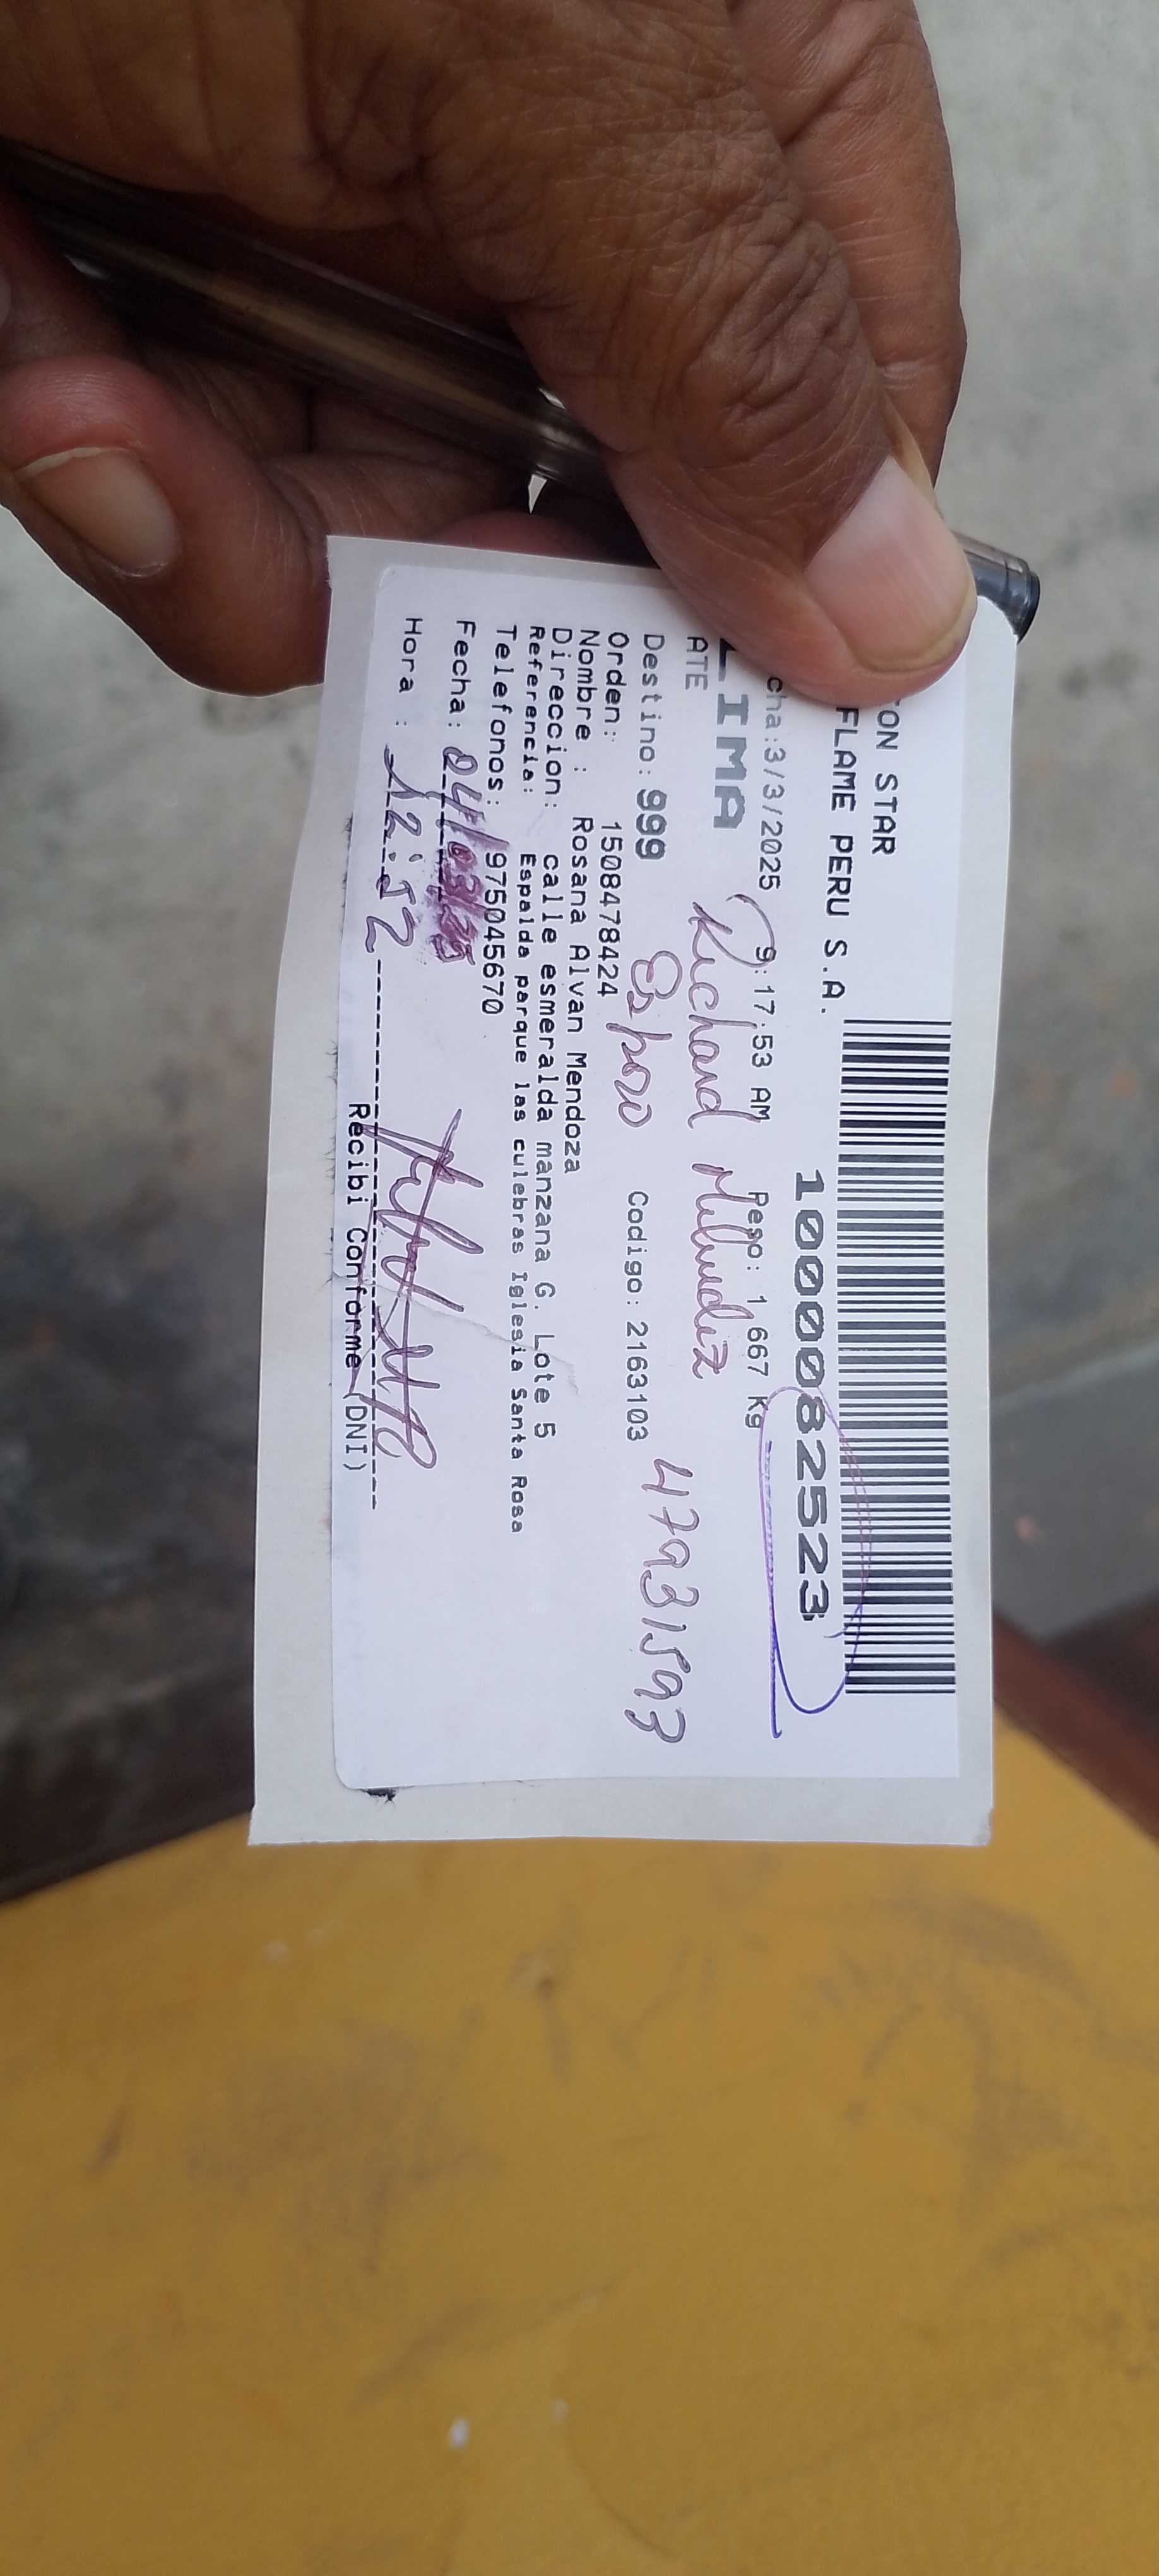 ON STAR
FLAME PERU S.A.
1000082523
cha:3/3/2025 9:17:53 AM Peso: 1.667 Kg
LIMA
Richard Melendez
ATE
Destino: 999 Esposo 47931593
Orden: 1508478424 Codigo: 2163103
Nombre : Rosana Alvan Mendoza
Direccion: calle esmeralda manzana G. Lote 5
Referencia: Espalda parque las culebras Iglesia Santa Rosa
Telefonos: 975045670
Fecha: 04/03/25
Hora : 12:52
Recibi Conforme (DNI)